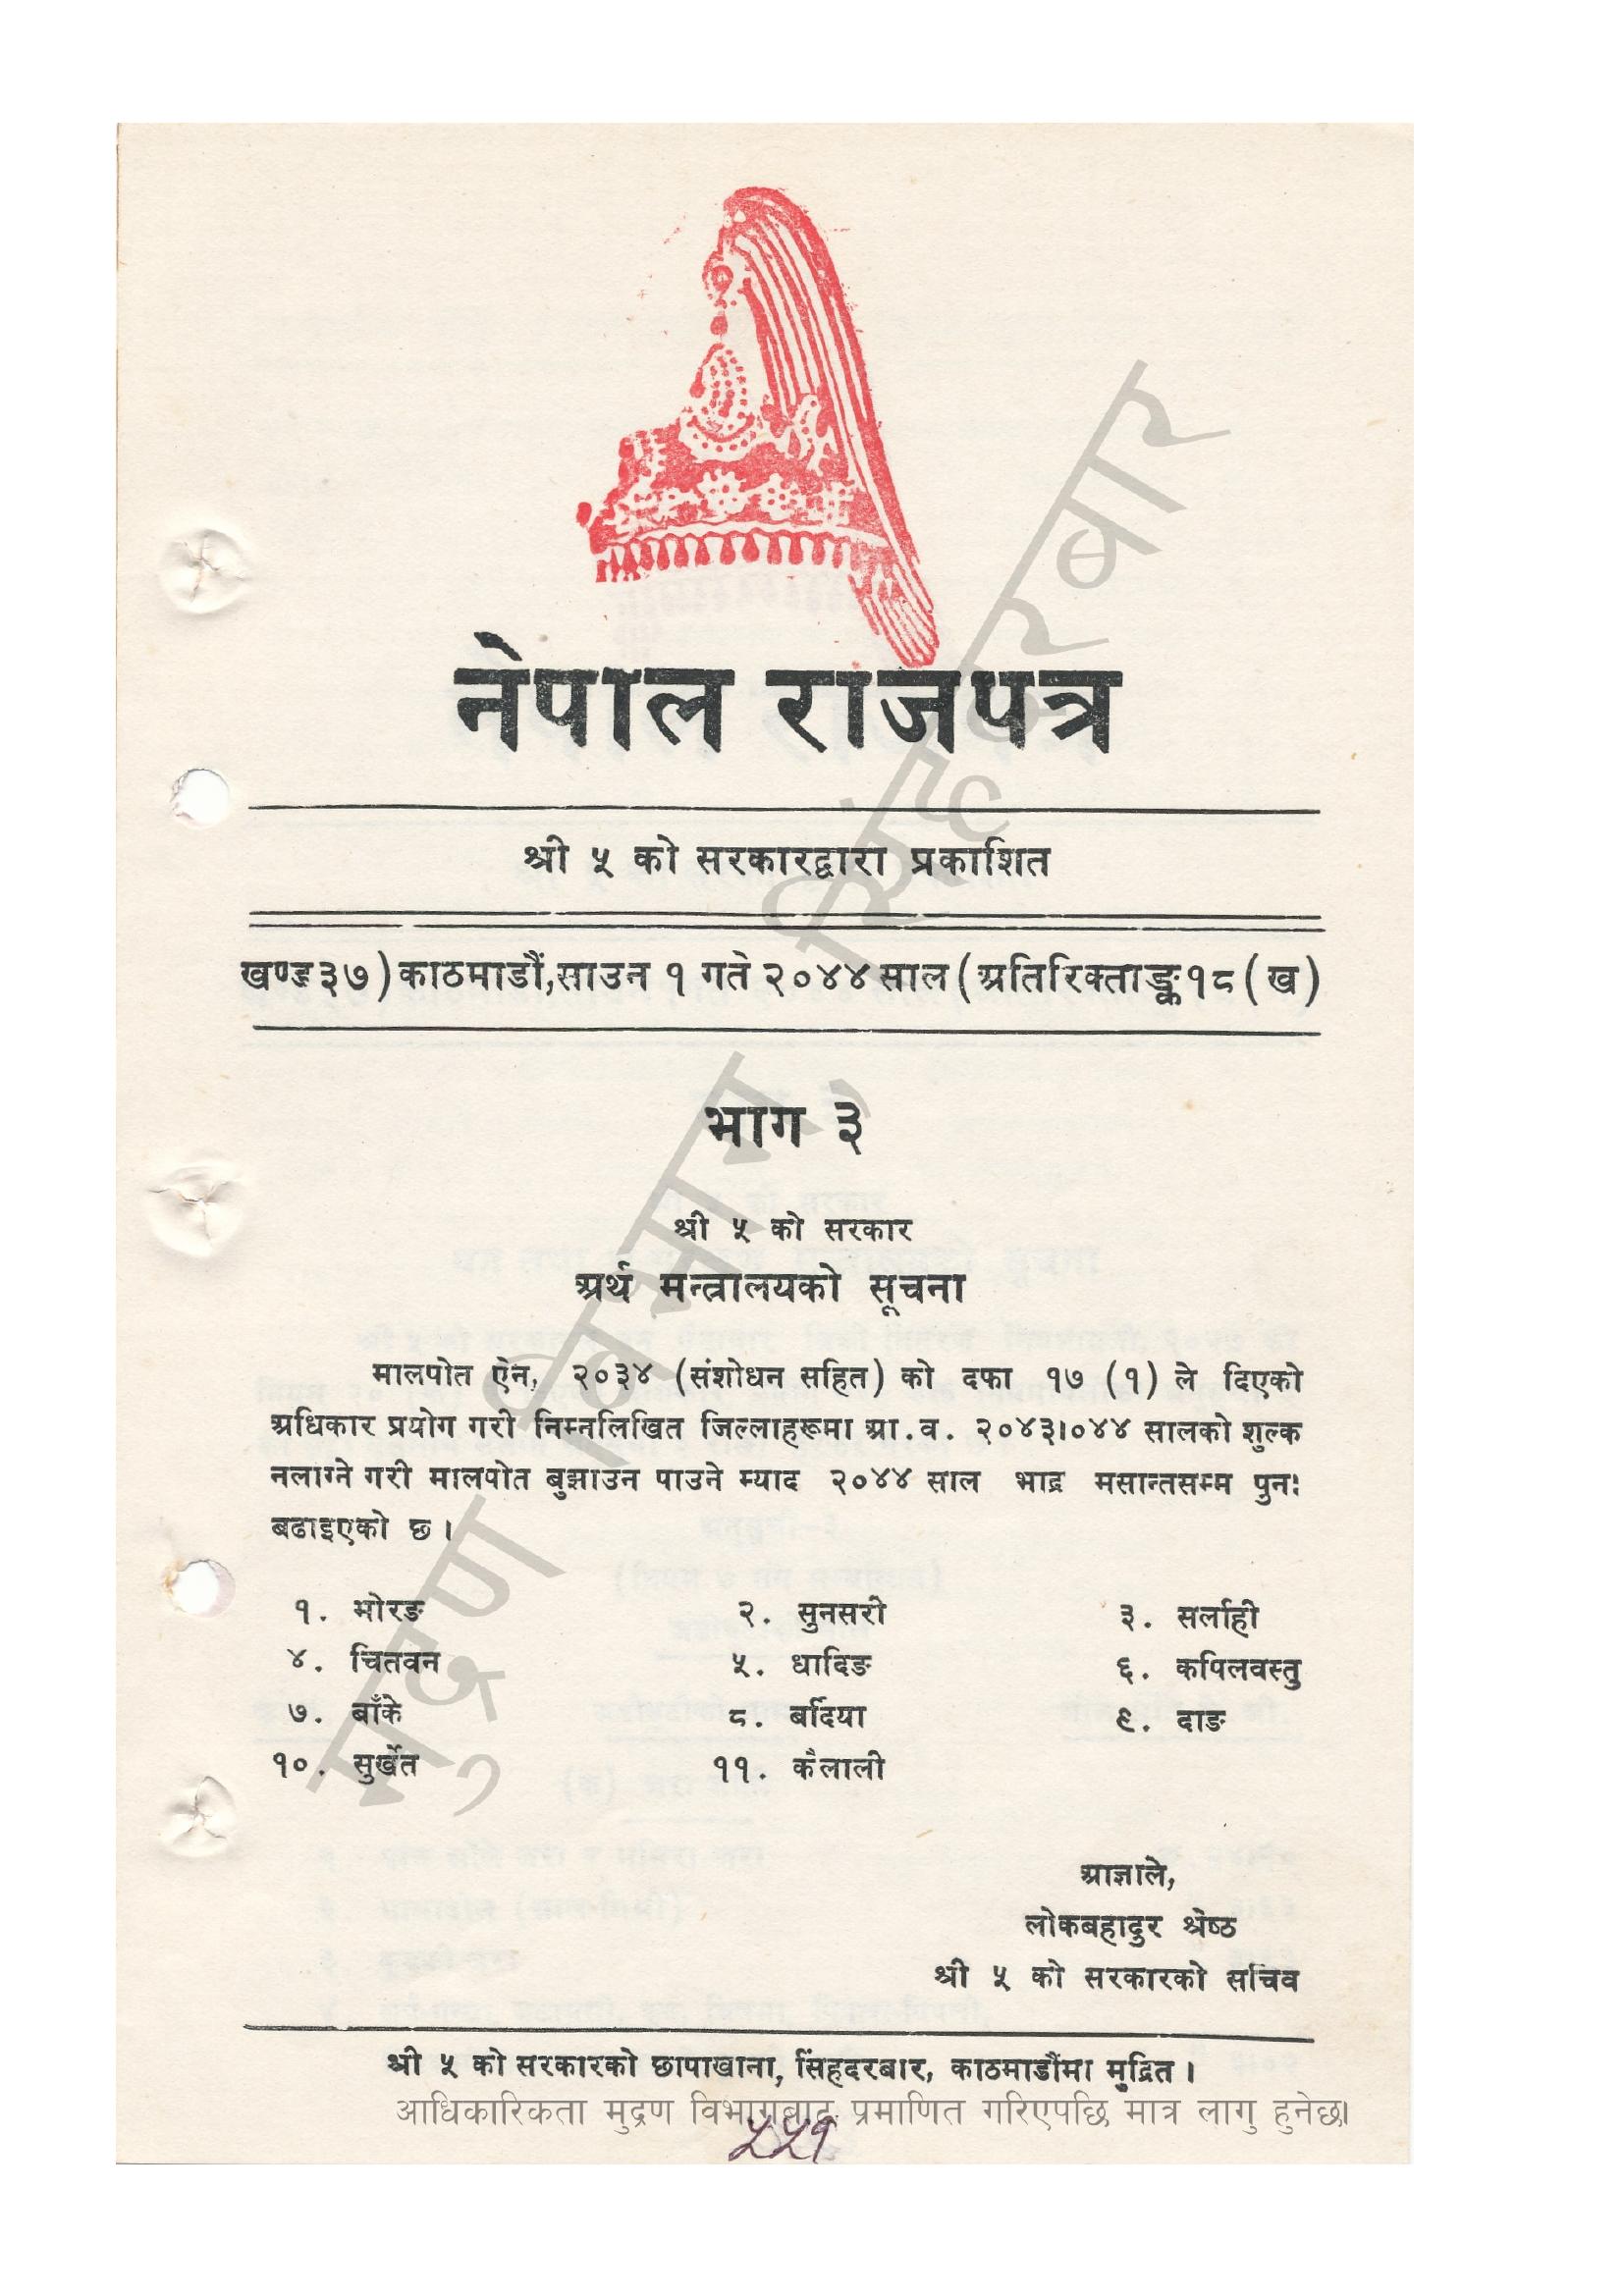 नेपाल राजपत्र
श्री ५ को सरकारद्वारा प्रकाशित
खण्ड ३७) काठमाडौं, साउन १ गते २०४४ साल (अतिरिक्ताङ्क १८ (ख)
भाग ३
श्री ५ को सरकार
अर्थ मन्त्रालयको सूचना
मालपोत ऐन, २०३४ (संशोधन सहित) को दफा १७ (१) ले दिएको
अधिकार प्रयोग गरी निम्नलिखित जिल्लाहरूमा आ.व. २०४३।०४४ सालको शुल्क
नलाग्ने गरी मालपोत बुझाउन पाउने म्याद २०४४ साल भाद्र मसान्तसम्म पुनः
बढाइएको छ ।
१. मोरङ २. सुनसरी ३. सर्लाही
४. चितवन ५. धादिङ ६. कपिलवस्तु
७. बाँके ८. बर्दिया ९. दाङ
१०. सुर्खेत ११. कैलाली
आज्ञाले,
लोकबहादुर श्रेष्ठ
श्री ५ को सरकारको सचिव
श्री ५ को सरकारको छापाखाना, सिंहदरबार, काठमाडौंमा मुद्रित ।
आधिकारिकता मुद्रण विभागबाट प्रमाणित गरिएपछि मात्र लागु हुनेछ।
५५१
मुद्रण विभाग, सिंहदरबार